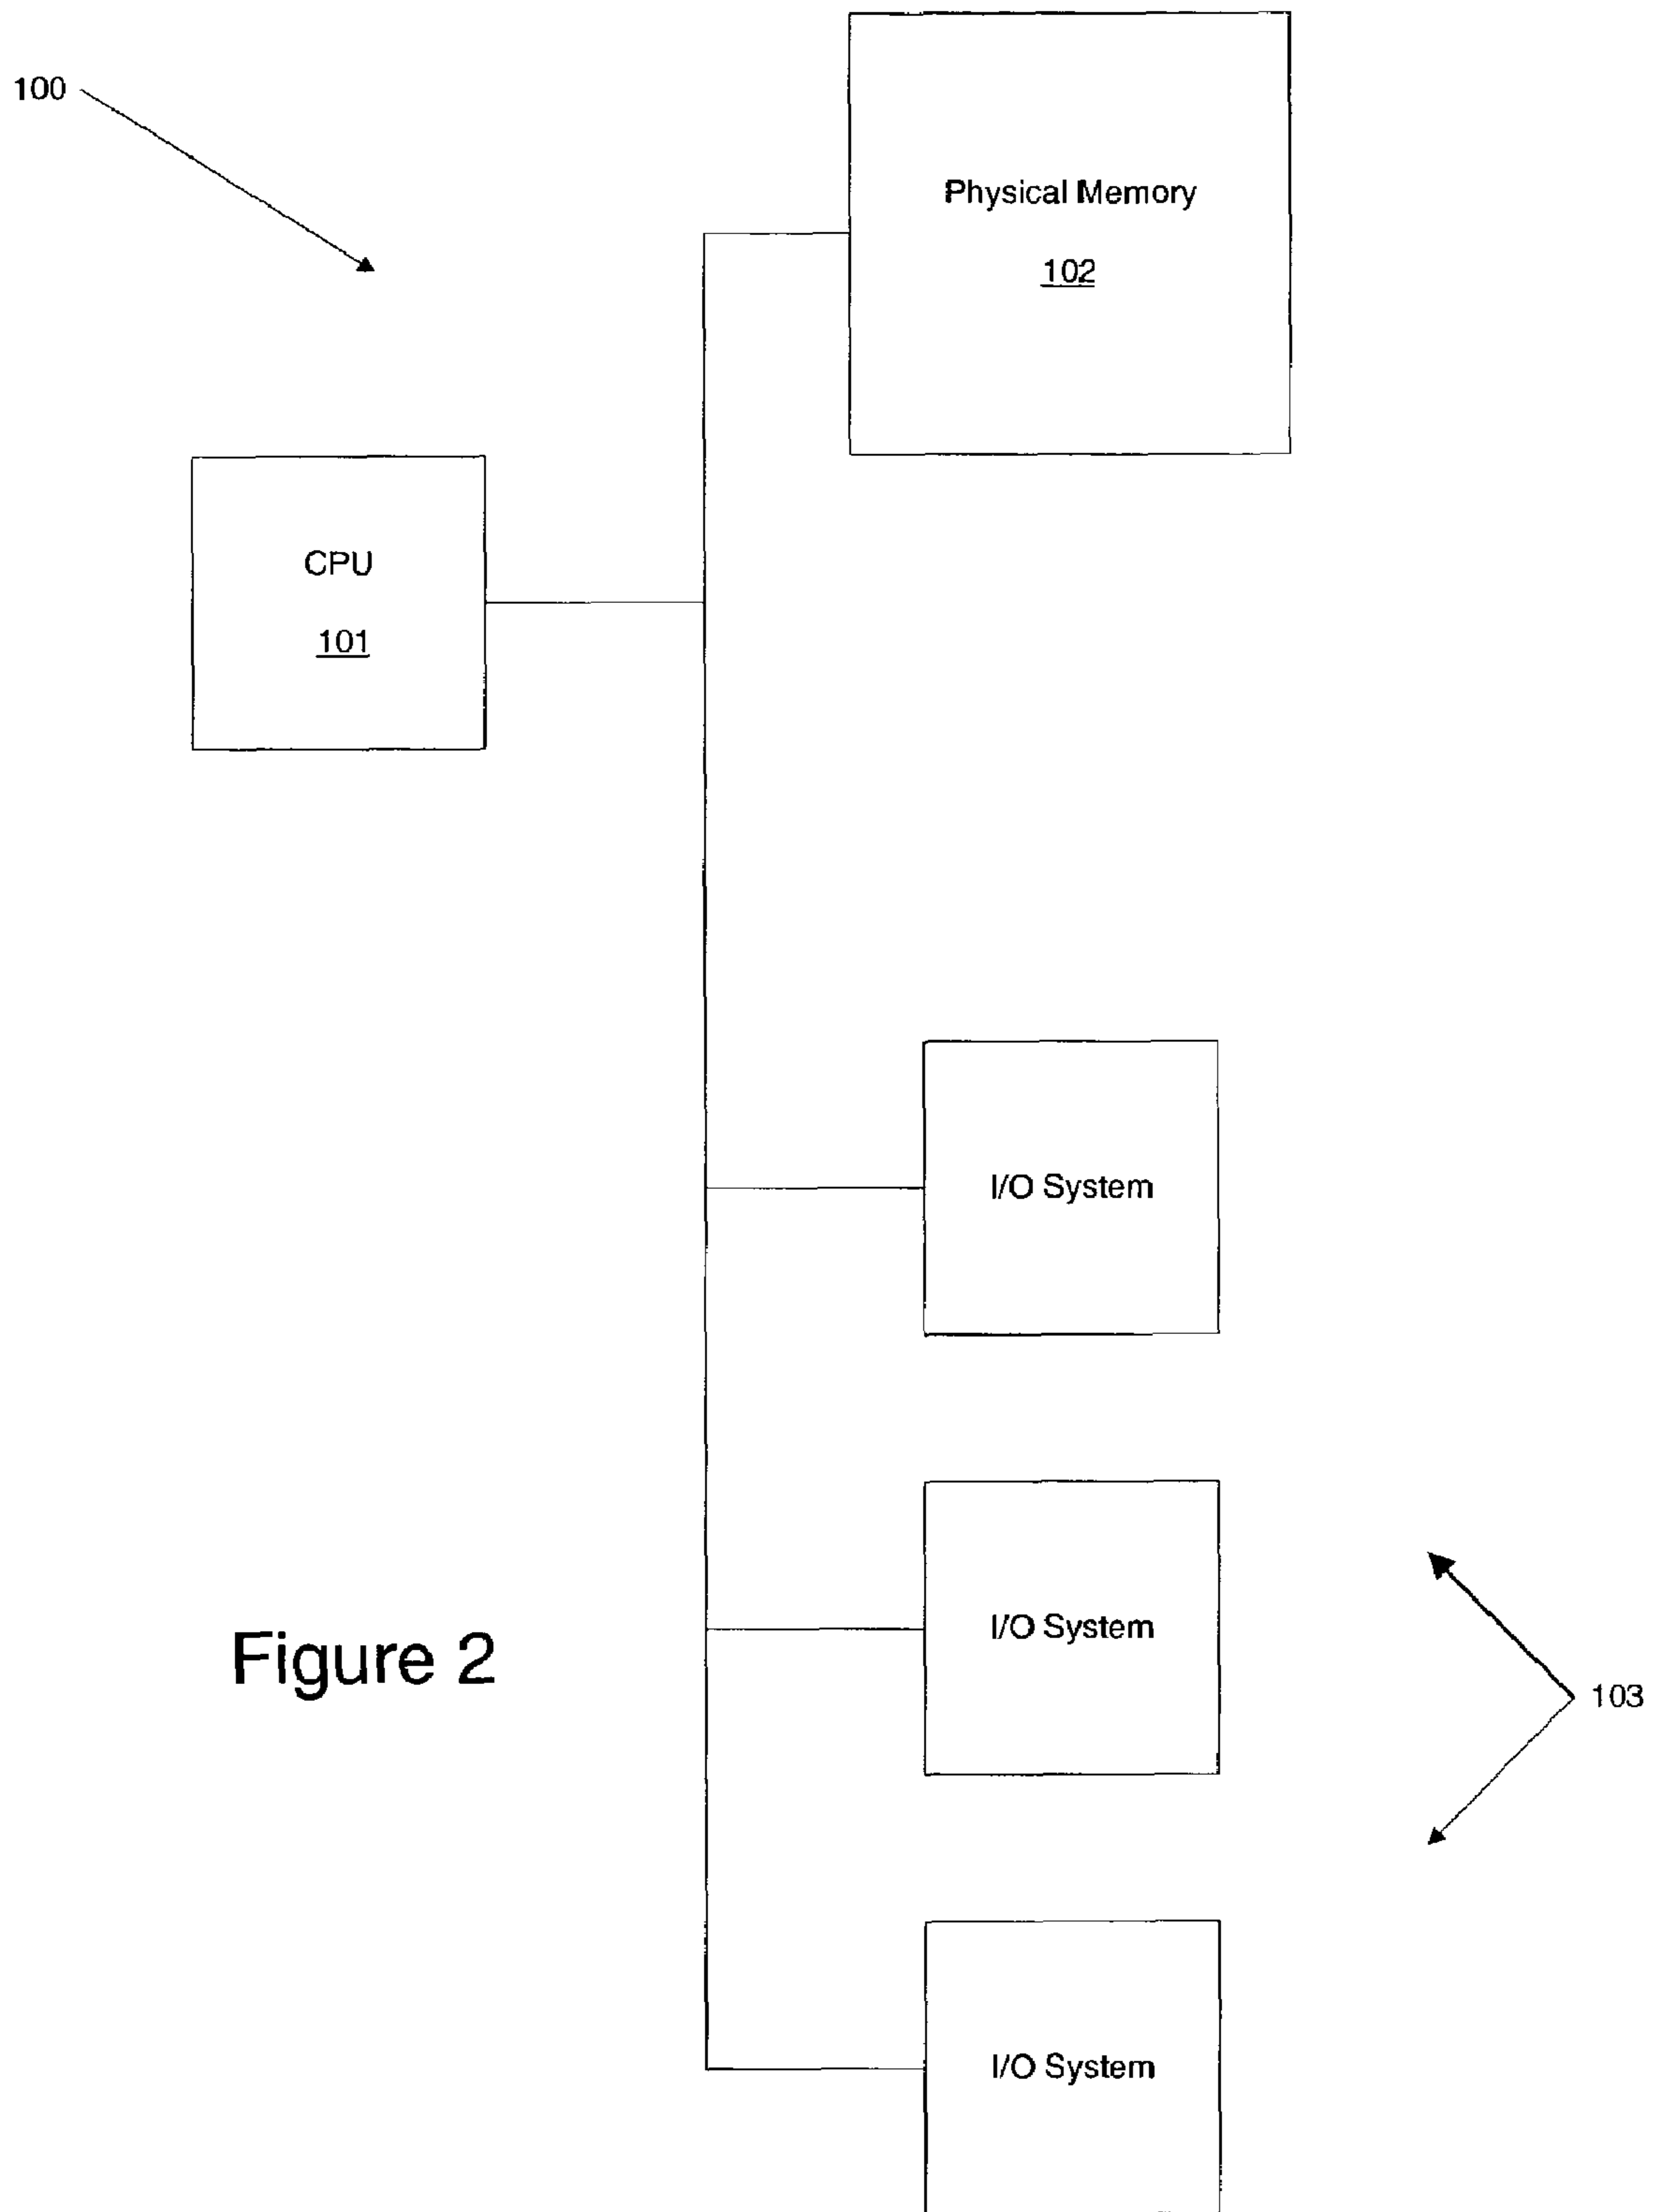 100
Physical Memory
102
CPU
101
I/O System
I/O System
Figure 2
103
I/O System